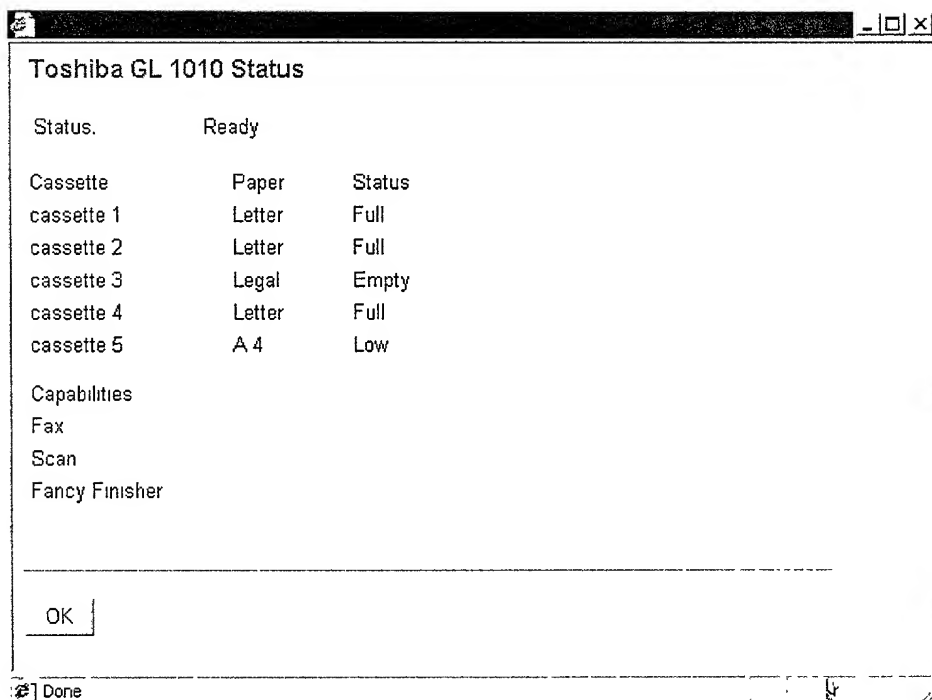 Toshiba GL 1010 Status
Status. Ready
Cassette Paper Status
cassette 1 Letter Full
cassette 2 Letter Full
cassette 3 Legal Empty
cassette 4 Letter Full
cassette 5 A 4 Low
Capabilities
Fax
Scan
Fancy Finisher
OK
Done